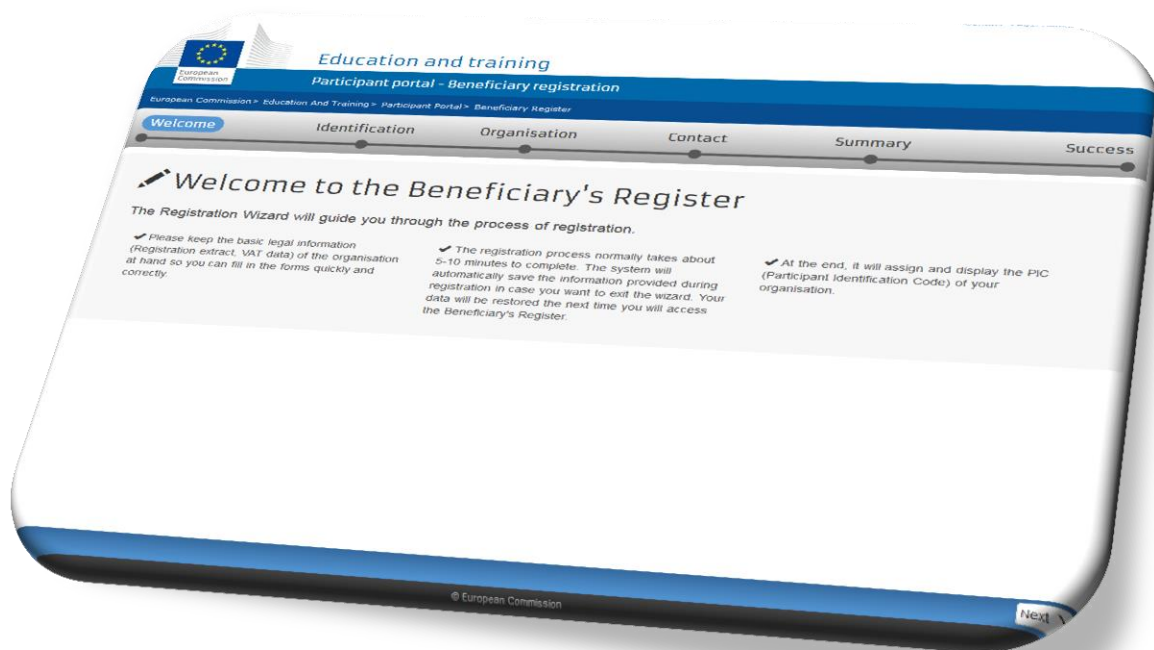 European
Commission
Education and training
Participant portal - Beneficiary registration
European Commission > Education And Training > Participant Portal > Beneficiary Register
Welcome
Identification
Organisation
Contact
Summary
Success
Welcome to the Beneficiary's Register
The Registration Wizard will guide you through the process of registration.
Please keep the basic legal information
(Registration extract, VAT data) of the organisation
at hand so you can fill in the forms quickly and
correctly.
The registration process normally takes about
5-10 minutes to complete. The system will
automatically save the information provided during
registration in case you want to exit the wizard. Your
data will be restored the next time you will access
the Beneficiary's Register.
At the end, it will assign and display the PIC
(Participant Identification Code) of your
organisation.
© European Commission
Next